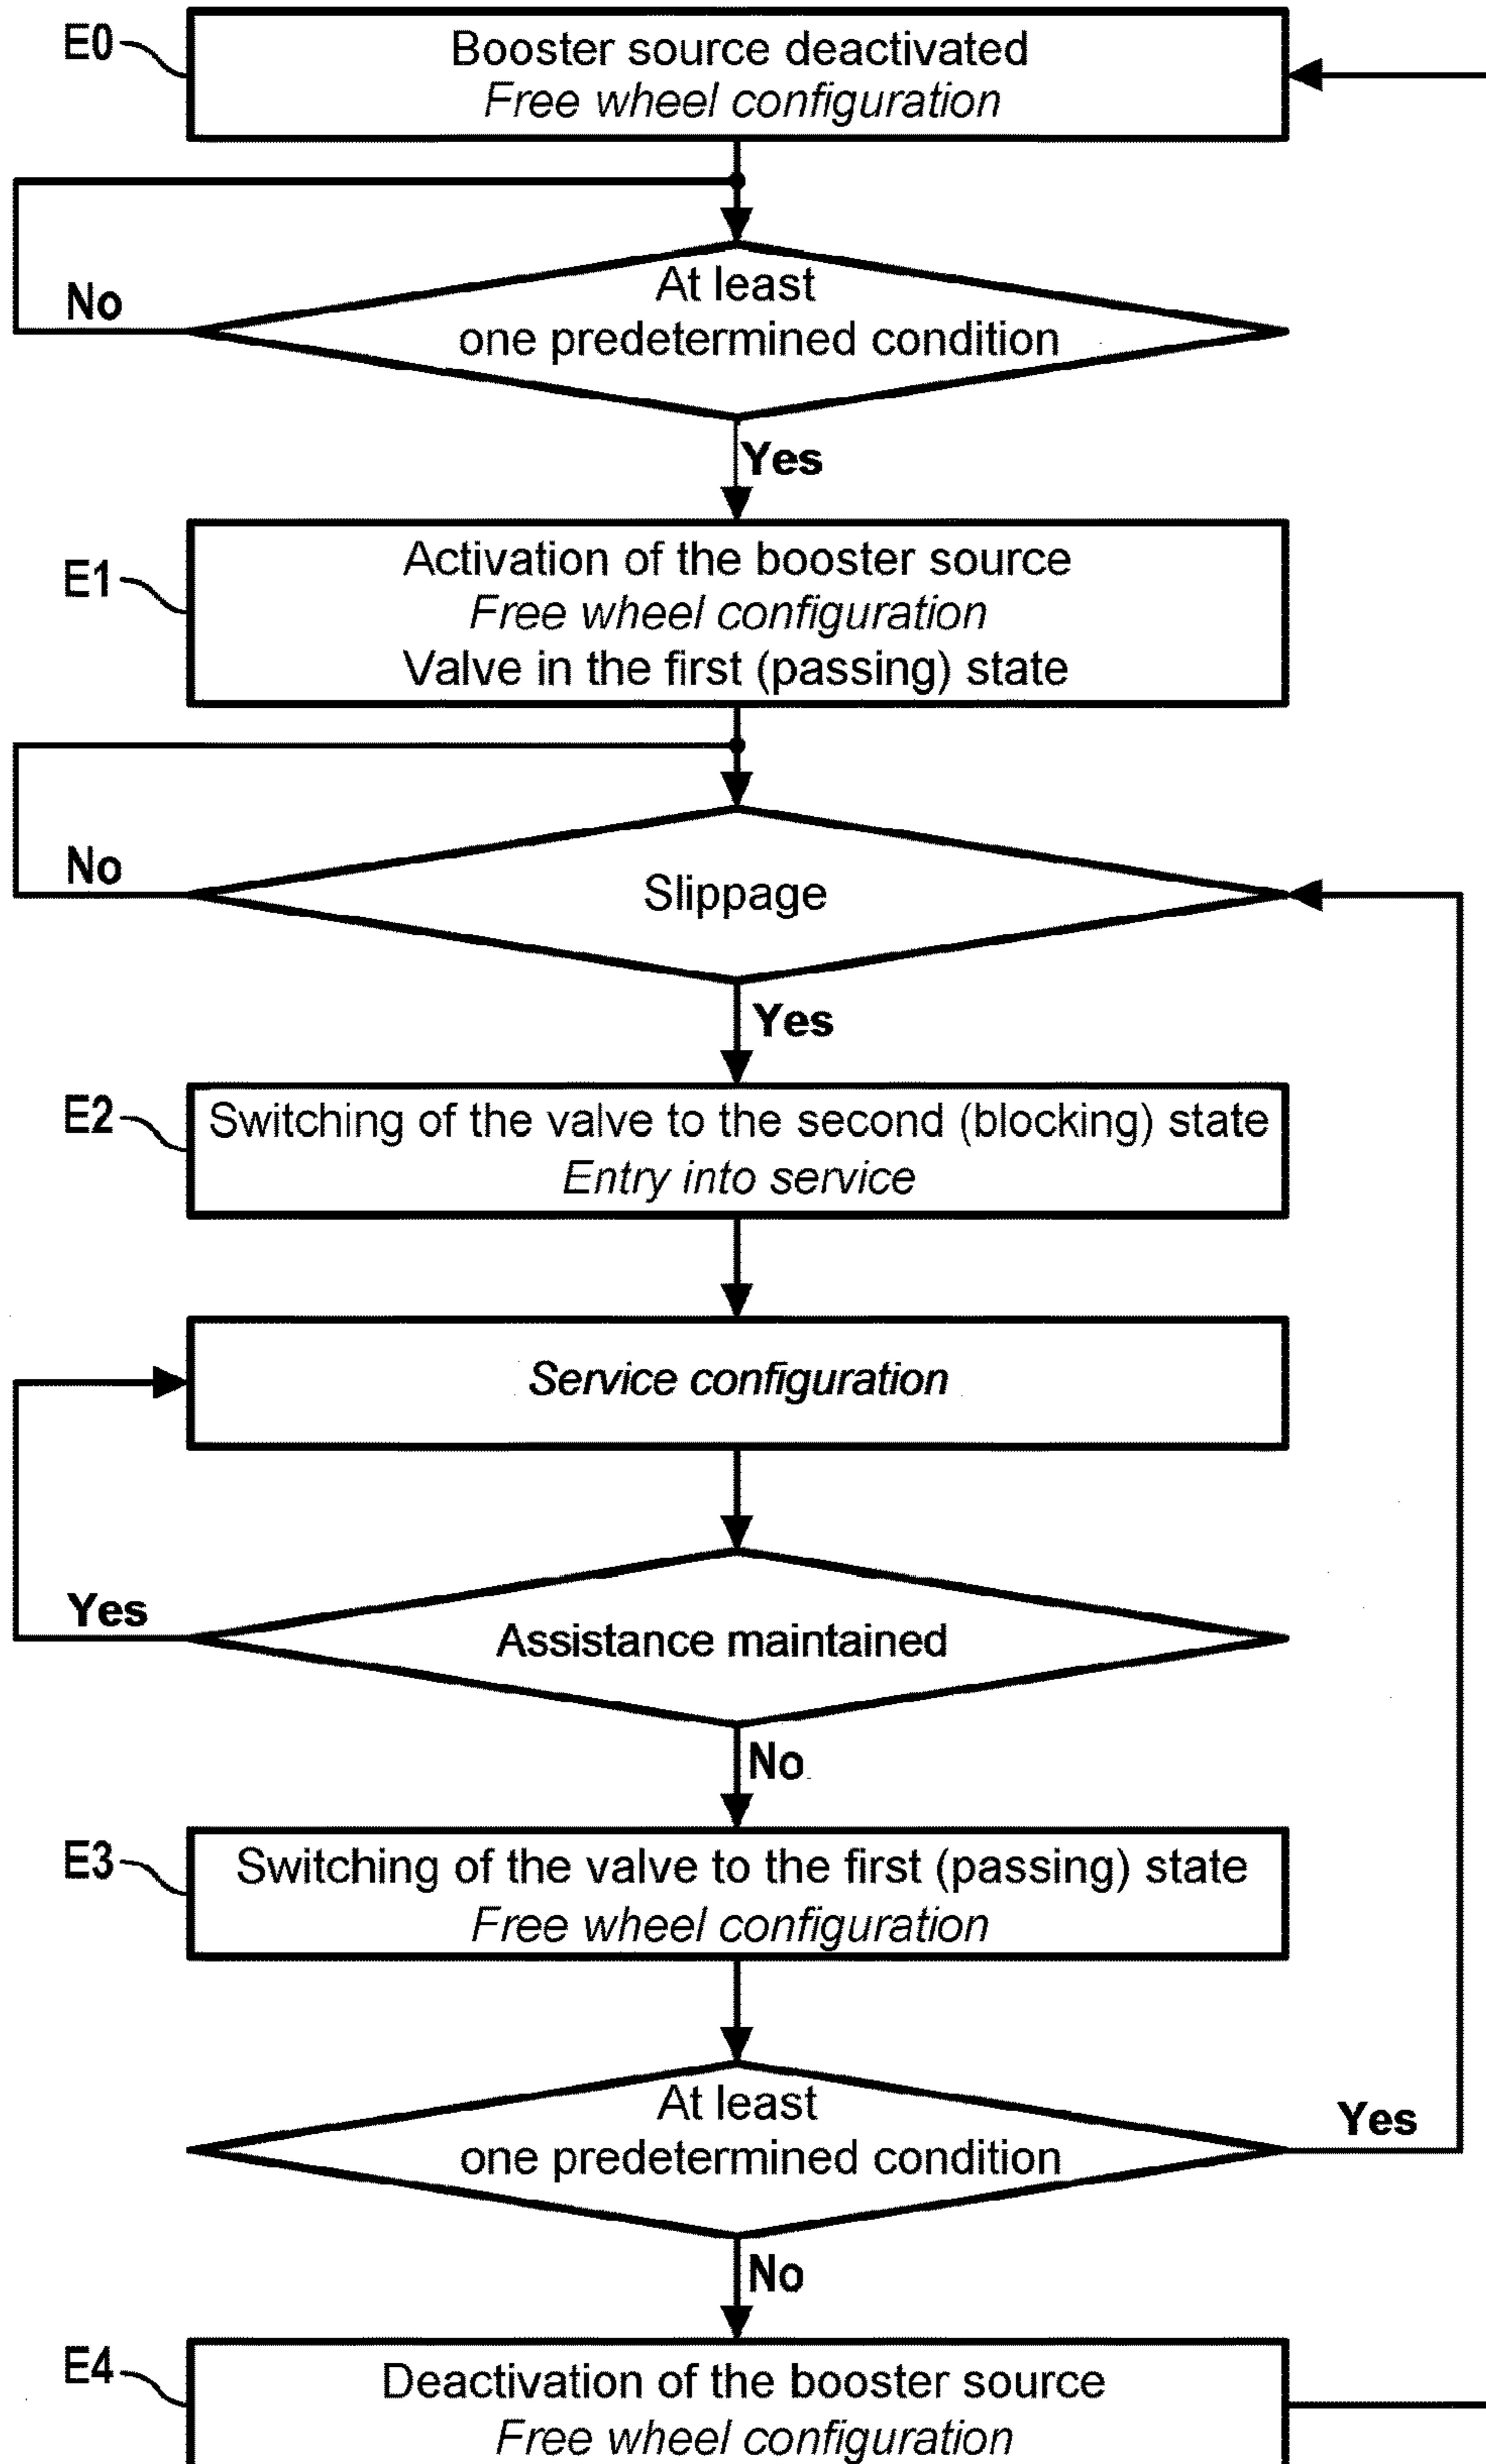 E0
Booster source deactivated
Free wheel configuration
At least
one predetermined condition
No
Yes
E1
Activation of the booster source
Free wheel configuration
Valve in the first (passing) state
No
Slippage
Yes
E2
Switching of the valve to the second (blocking) state
Entry into service
Service configuration
Yes
Assistance maintained
No
E3
Switching of the valve to the first (passing) state
Free wheel configuration
At least
one predetermined condition
Yes
No
E4
Deactivation of the booster source
Free wheel configuration